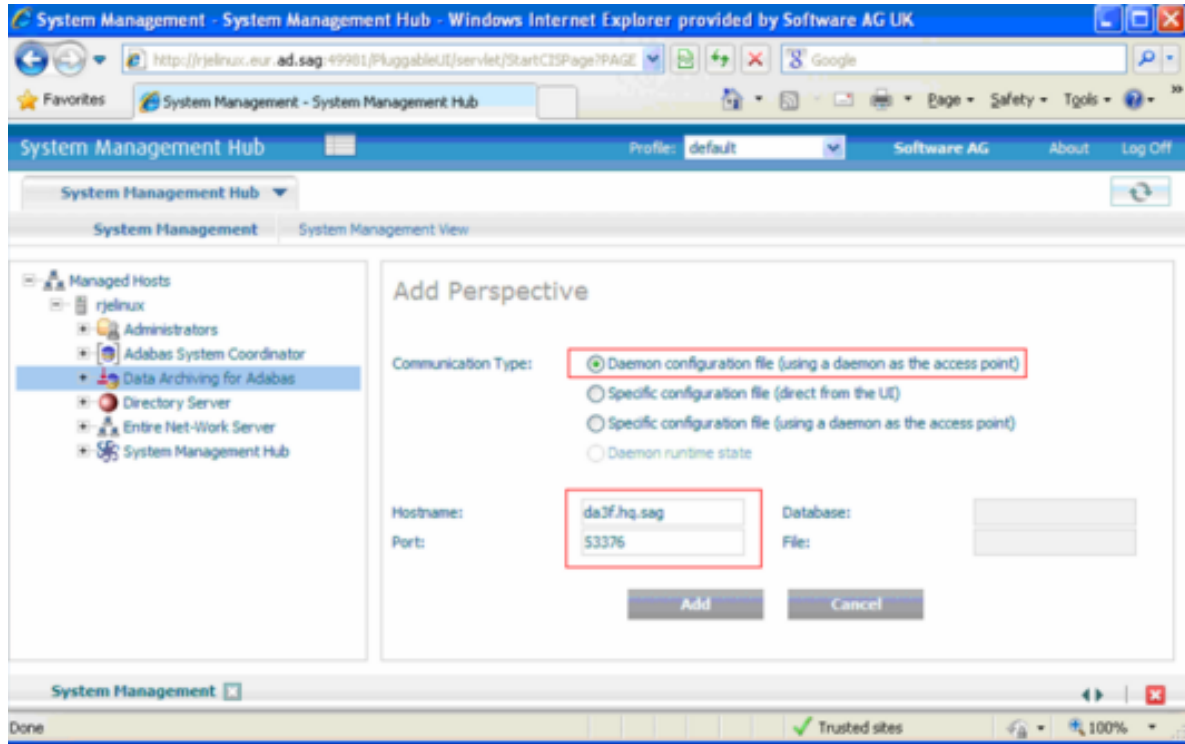 System Management - System Management Hub - Windows Internet Explorer provided by Software AG UK
http://rjelinux.eur.ad.sag:49981/PluggableUI/servlet/StartCISPage?PAGE
Google
Favorites
System Management - System Management Hub
Page
Safety
Tools
System Management Hub
Profile: default
Software AG
About
Log Off
System Management Hub
System Management
System Management View
Managed Hosts
rjelinux
Administrators
Adabas System Coordinator
Data Archiving for Adabas
Directory Server
Entire Net-Work Server
System Management Hub
Add Perspective
Communication Type:
Daemon configuration file (using a daemon as the access point)
Specific configuration file (direct from the UI)
Specific configuration file (using a daemon as the access point)
Daemon runtime state
Hostname: da3f.hq.sag
Database:
Port: 53376
File:
Add
Cancel
System Management
Done
Trusted sites
100%